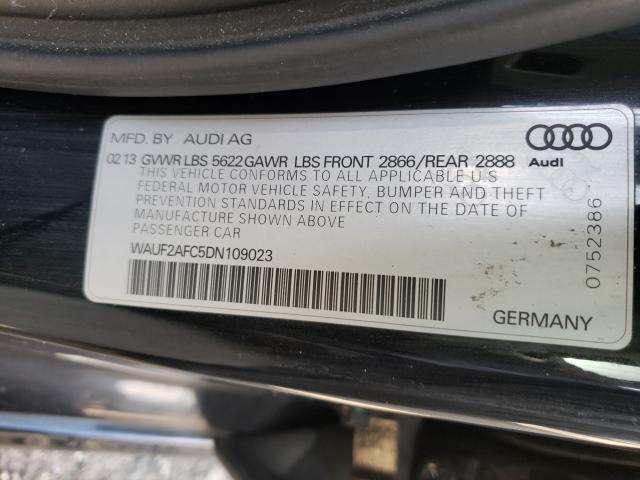 MFD. BY AUDI AG
02 13 GVWR LBS 5622 GAWR LBS FRONT 2866/REAR 2888
THIS VEHICLE CONFORMS TO ALL APPLICABLE U S
FEDERAL MOTOR VEHICLE SAFETY, BUMPER AND THEFT
PREVENTION STANDARDS IN EFFECT ON THE DATE OF
MANUFACTURE SHOWN ABOVE
PASSENGER CAR
WAUF2AFC5DN109023
Audi
0752386
GERMANY